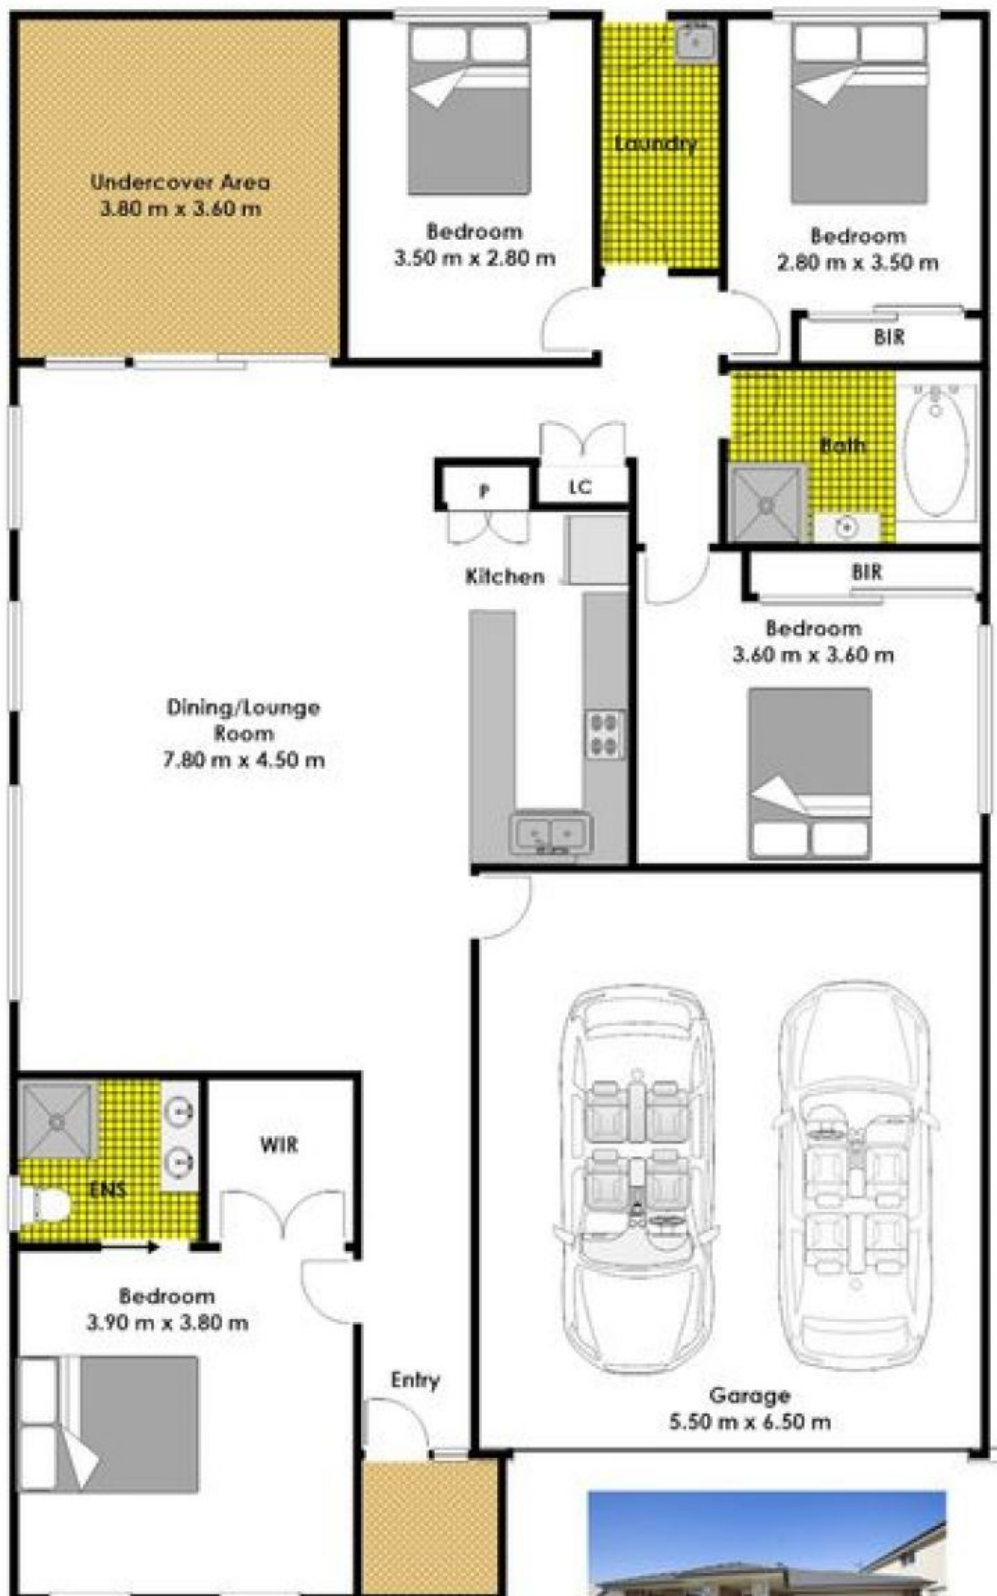 Undercover Area
3.80 m x 3.60 m
Bedroom
3.50 m x 2.80 m
Laundry
Bedroom
2.80 m x 3.50 m
BIR
Bath
P
LC
Kitchen
BIR
Bedroom
3.60 m x 3.60 m
Dining/Lounge
Room
7.80 m x 4.50 m
WIR
ENS
Bedroom
3.90 m x 3.80 m
Entry
Garage
5.50 m x 6.50 m